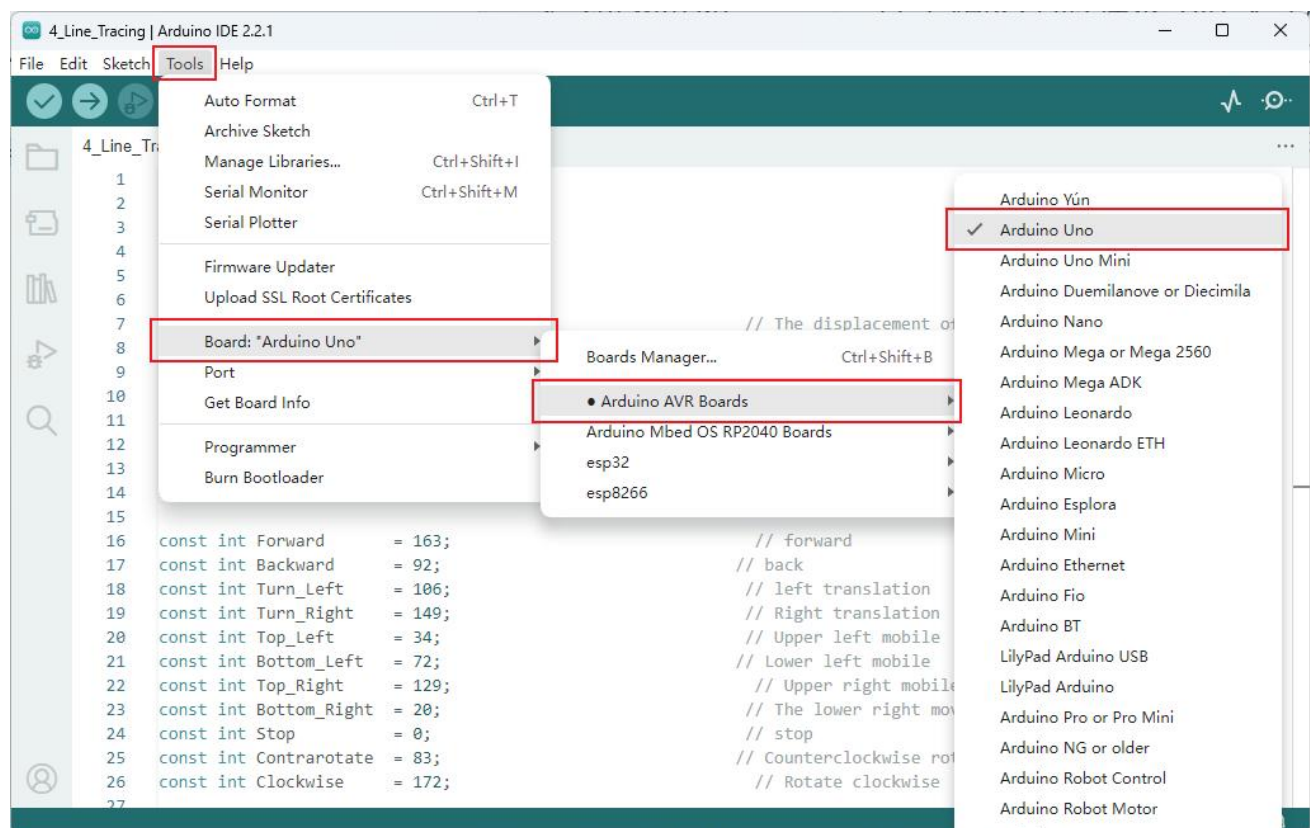 4_Line_Tracing | Arduino IDE 2.2.1
File Edit Sketch Tools Help
Auto Format Ctrl+T
Archive Sketch
Manage Libraries... Ctrl+Shift+I
Serial Monitor Ctrl+Shift+M
Serial Plotter
Firmware Updater
Upload SSL Root Certificates
Board: "Arduino Uno"
Port
Get Board Info
Programmer
Burn Bootloader
Boards Manager... Ctrl+Shift+B
● Arduino AVR Boards
Arduino Mbed OS RP2040 Boards
esp32
esp8266
Arduino Yún
✓ Arduino Uno
Arduino Uno Mini
Arduino Duemilanove or Diecimila
Arduino Nano
Arduino Mega or Mega 2560
Arduino Mega ADK
Arduino Leonardo
Arduino Leonardo ETH
Arduino Micro
Arduino Esplora
Arduino Mini
Arduino Ethernet
Arduino Fio
Arduino BT
LilyPad Arduino USB
LilyPad Arduino
Arduino Pro or Pro Mini
Arduino NG or older
Arduino Robot Control
Arduino Robot Motor
4_Line_Tr
1
2
3
4
5
6
7 // The displacement of
8
9
10
11
12
13
14
15
16 const int Forward = 163; // forward
17 const int Backward = 92; // back
18 const int Turn_Left = 106; // left translation
19 const int Turn_Right = 149; // Right translation
20 const int Top_Left = 34; // Upper left mobile
21 const int Bottom_Left = 72; // Lower left mobile
22 const int Top_Right = 129; // Upper right mobile
23 const int Bottom_Right = 20; // The lower right mov
24 const int Stop = 0; // stop
25 const int Contrarotate = 83; // Counterclockwise rot
26 const int Clockwise = 172; // Rotate clockwise
27